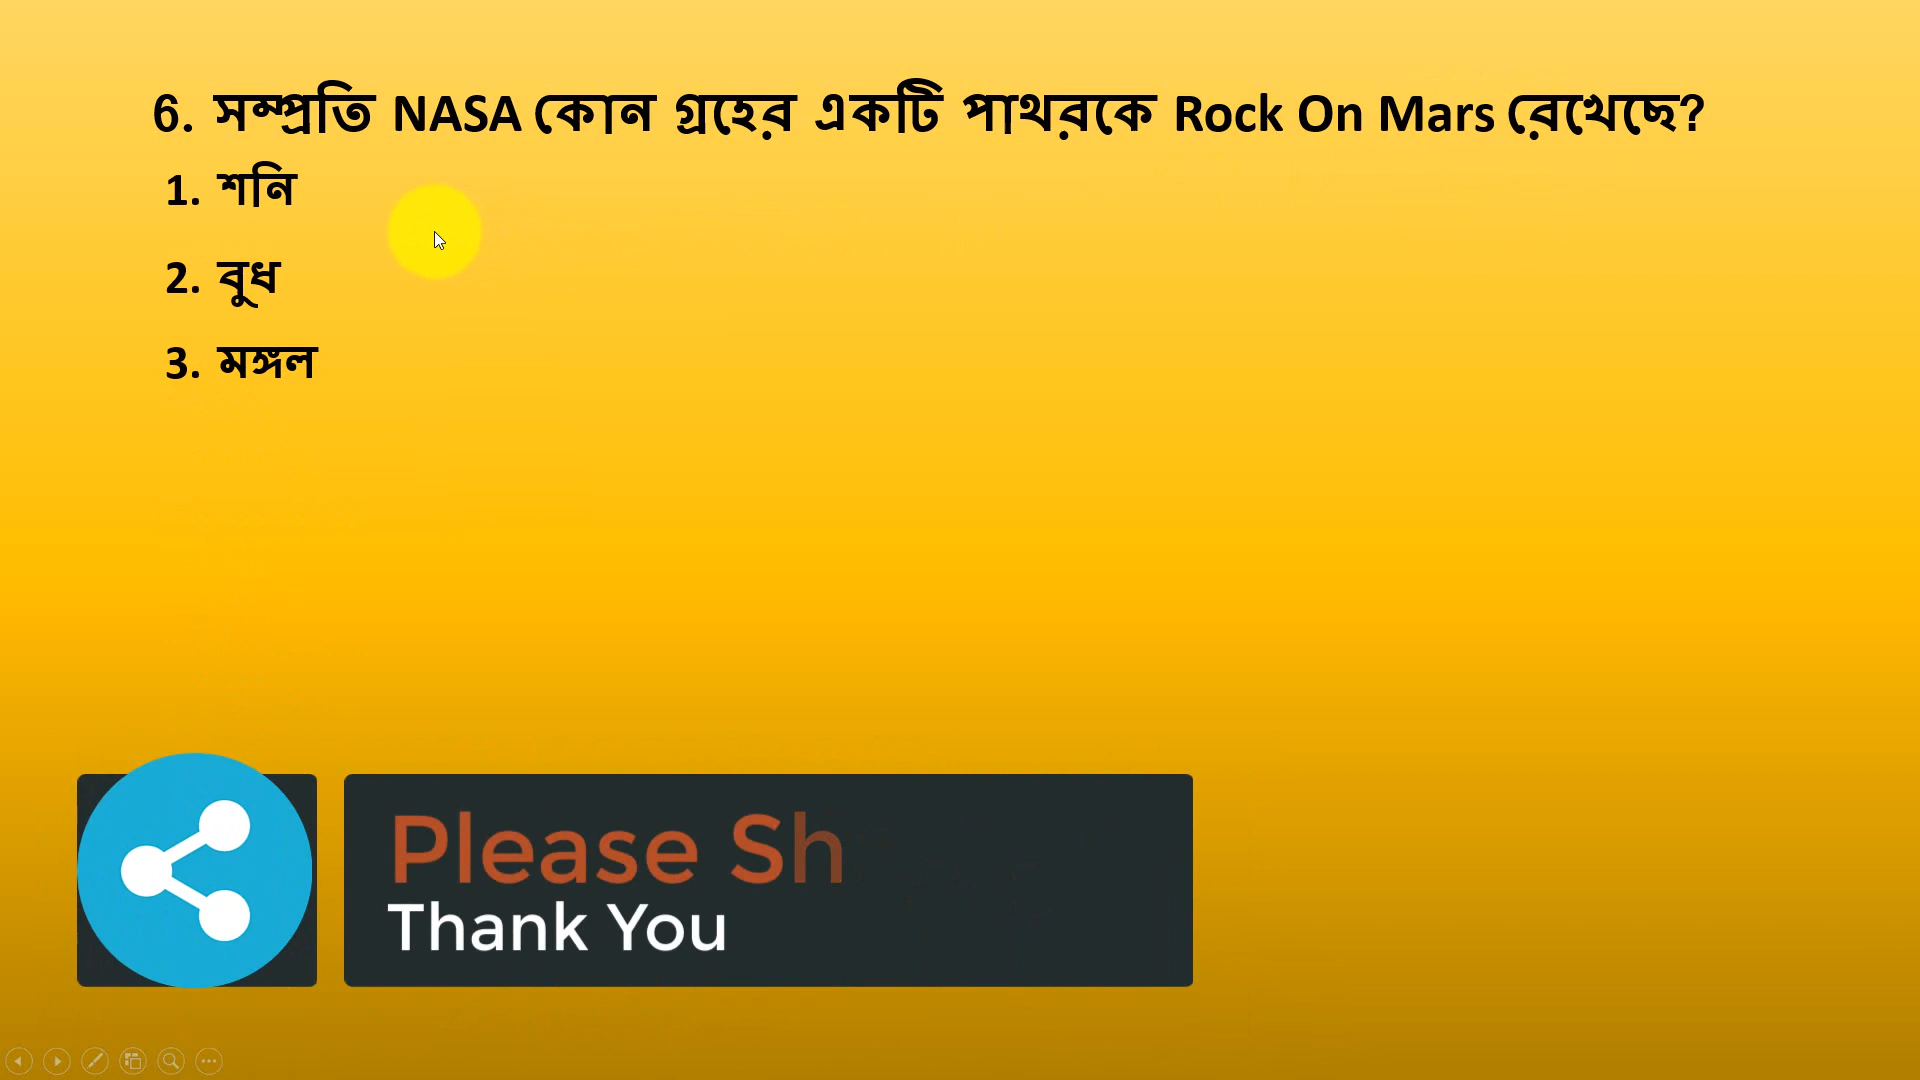 6. সম্প্রতি NASA কোন গ্রহের একটি পাথরকে Rock On Mars রেখেছে?
1. শনি
2. বুধ
3. মঙ্গল
Please Sh
Thank You